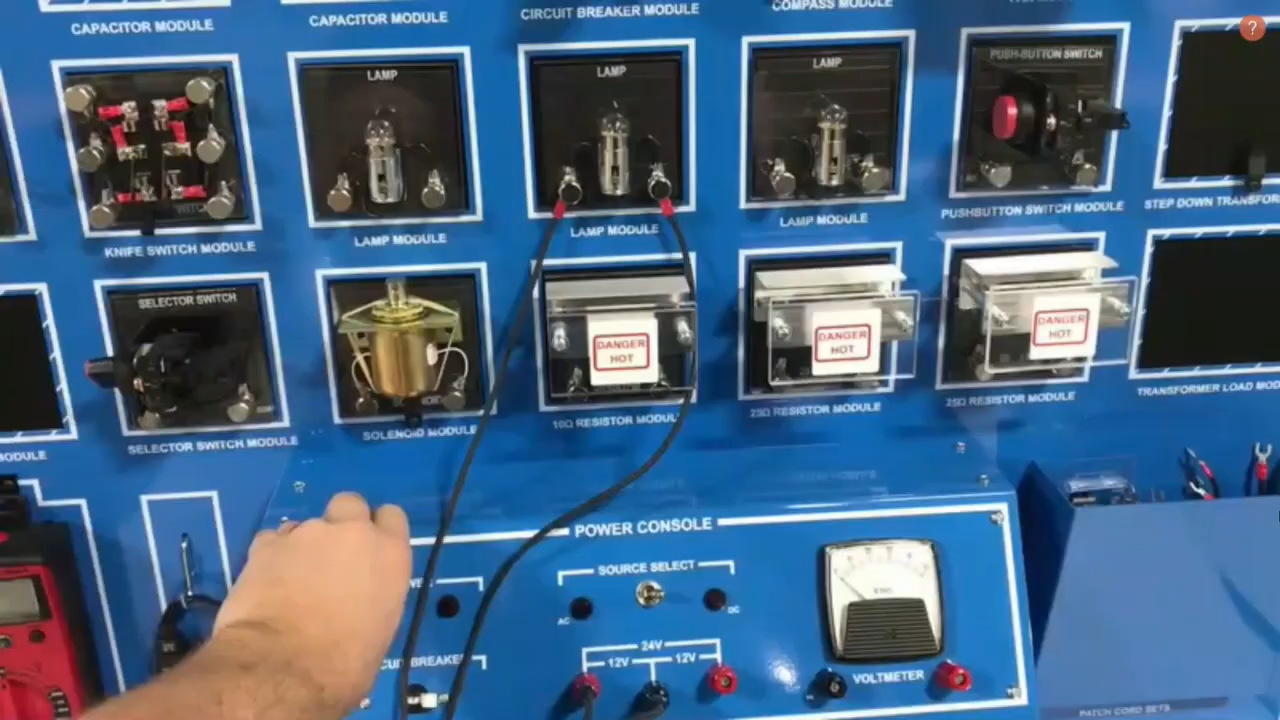 CAPACITOR MODULE
CAPACITOR MODULE
CIRCUIT BREAKER MODULE
COMPASS MODULE
?
LAMP
LAMP
LAMP
PUSH-BUTTON SWITCH
KNIFE SWITCH MODULE
LAMP MODULE
LAMP MODULE
LAMP MODULE
PUSHBUTTON SWITCH MODULE
STEP DOWN TRANSFOR
SELECTOR SWITCH
DANGER
HOT
DANGER
HOT
DANGER
HOT
MODULE
SELECTOR SWITCH MODULE
SOLENOID MODULE
10Ω RESISTOR MODUL
25Ω RESISTOR MODULE
25Ω RESISTOR MODULE
TRANSFORMER LOAD MOD
POWER CONSOLE
SOURCE SELECT
AC
DC
24V
12V
12V
CUIT BREAKER
VOLTMETER
PATCH CORD SETS